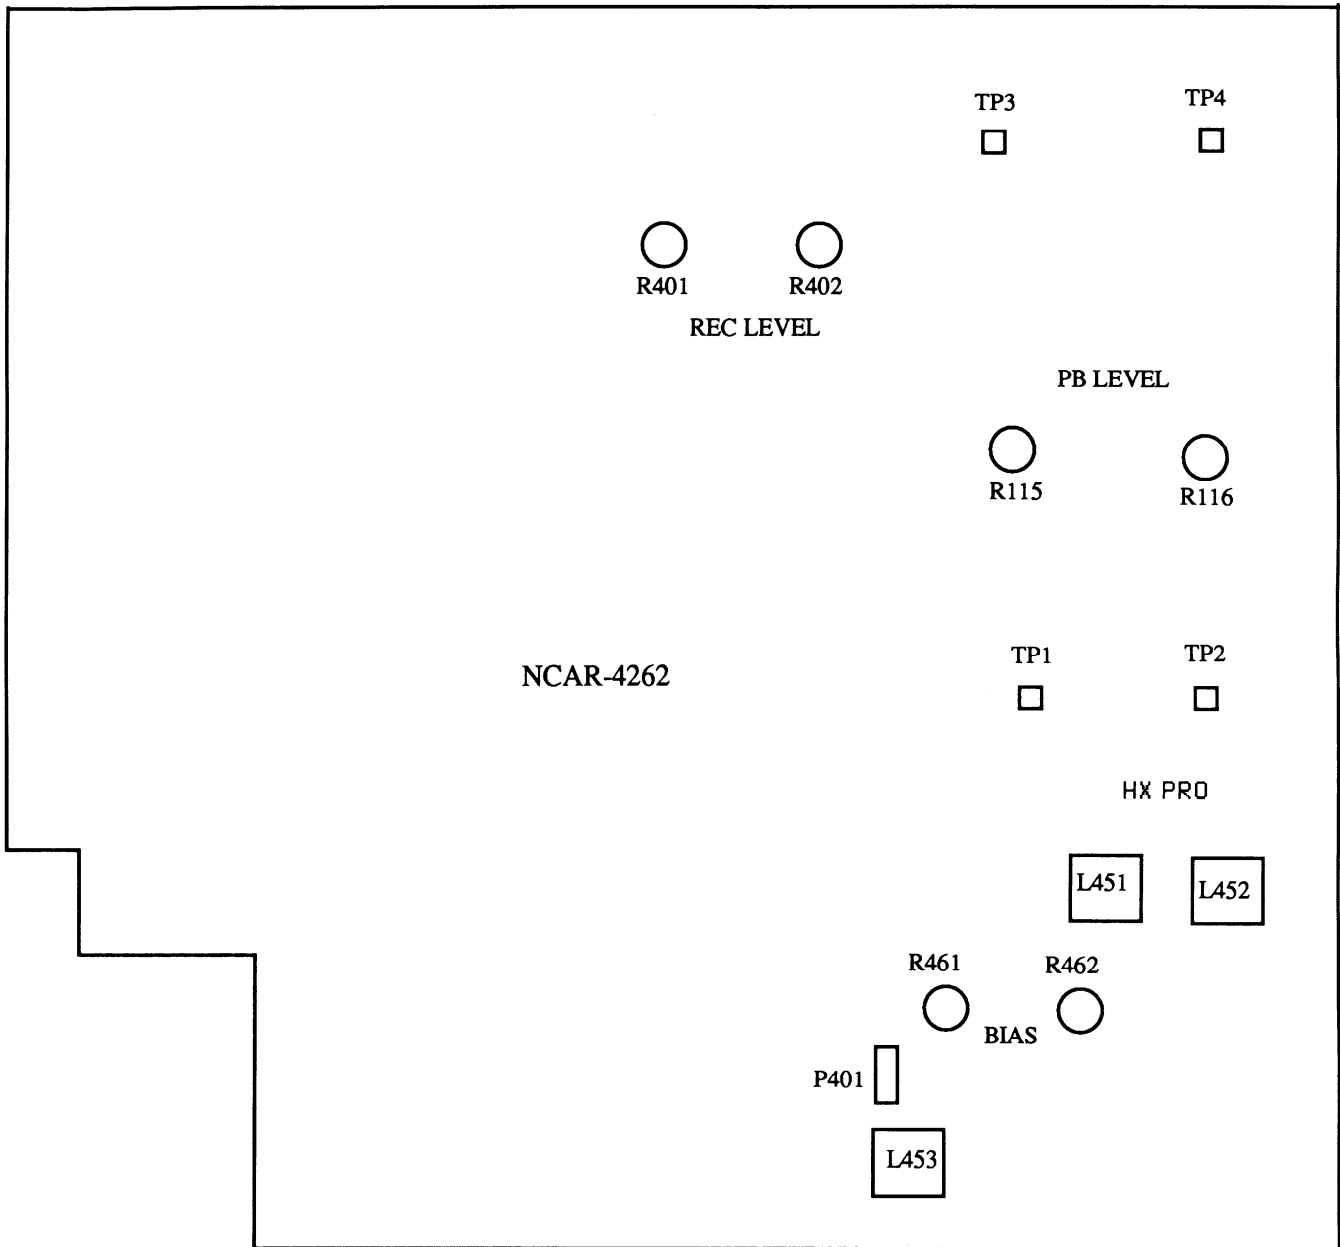 TP3
TP4
R401
R402
REC LEVEL
PB LEVEL
R115
R116
TP1
TP2
NCAR-4262
HX PRO
L451
L452
R461
R462
BIAS
P401
L453